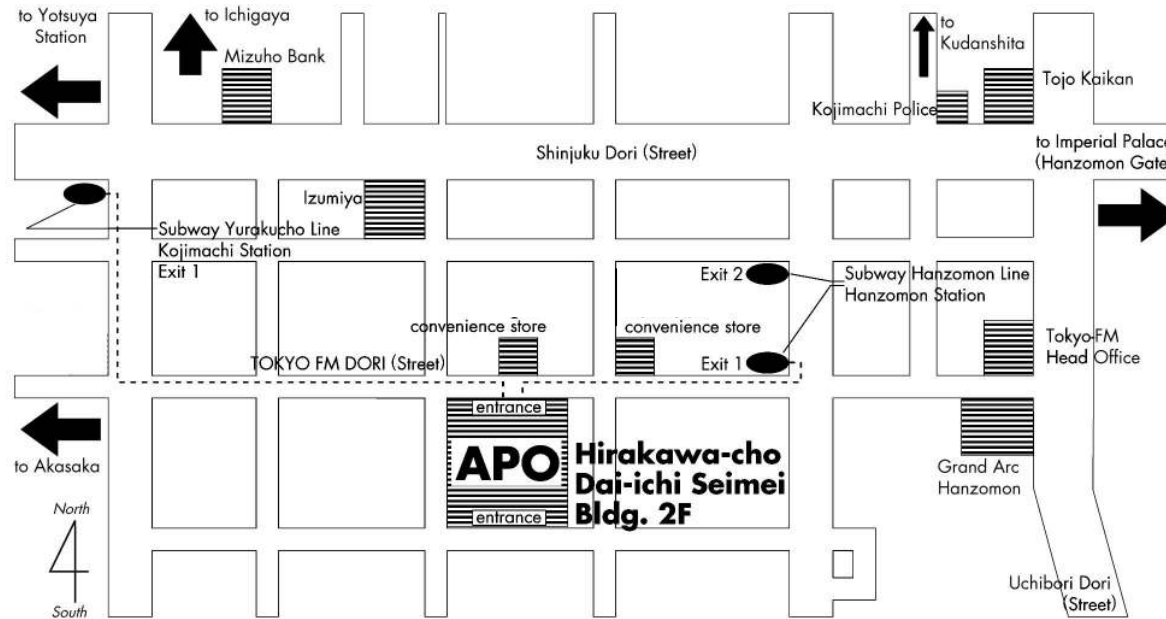 to Yotsuya
Station
to Ichigaya
Mizuho Bank
to
Kudanshita
Tojo Kaikan
Kojimachi Police
Shinjuku Dori (Street)
to Imperial Palace
(Hanzomon Gate
Izumiya
Subway Yurakucho Line
Kojimachi Station
Exit 1
Exit 2
Subway Hanzomon Line
Hanzomon Station
convenience store
convenience store
TOKYO FM DORI (Street)
Exit 1
Tokyo-FM
Head Office
entrance
to Akasaka
APO
Hirakawa-cho
Dai-ichi Seimei
Bldg. 2F
entrance
Grand Arc
Hanzomon
North
South
Uchibori Dori
(Street)